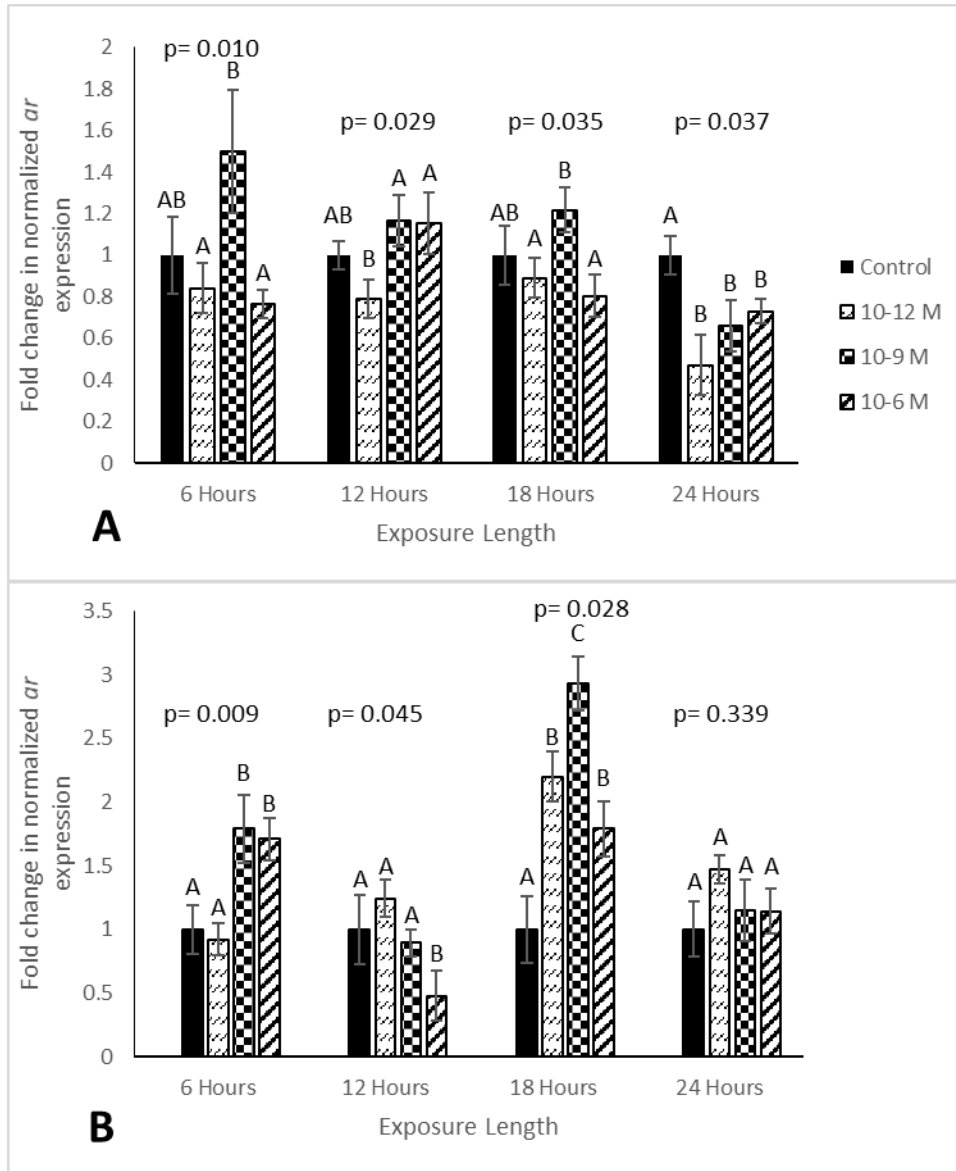 Fold change in normalized ar
expression
2
1.8
1.6
1.4
1.2
1
0.8
0.6
0.4
0.2
0
p= 0.010
p= 0.029
p= 0.035
p= 0.037
AB
A
B
A
AB
B
A
A
AB
A
B
A
A
B
B
B
6 Hours
12 Hours
18 Hours
24 Hours
Exposure Length
Control
10-12 M
10-9 M
10-6 M
A
Fold change in normalized ar
expression
3.5
3
2.5
2
1.5
1
0.5
0
p= 0.009
p= 0.045
p= 0.028
p= 0.339
A
A
B
B
A
A
A
B
A
B
C
B
A
A
A
A
6 Hours
12 Hours
18 Hours
24 Hours
Exposure Length
B